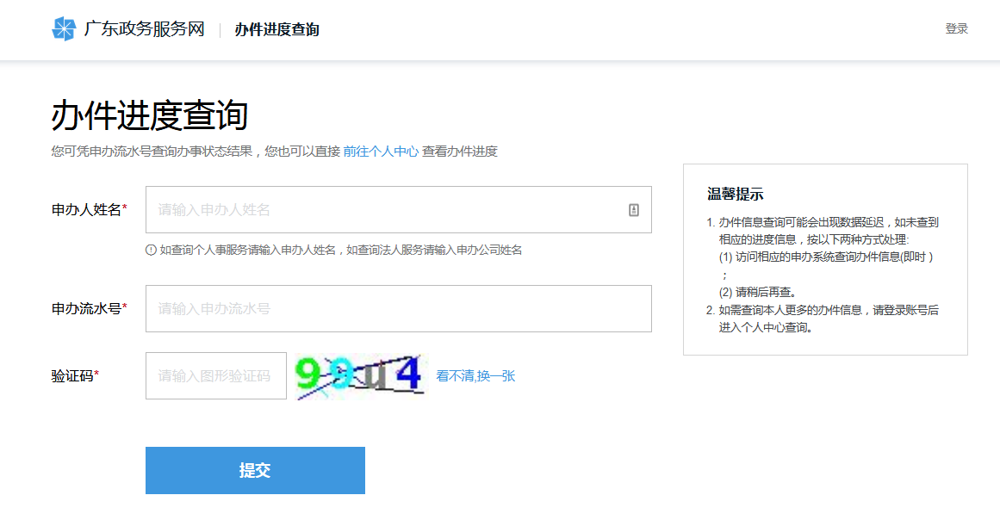 广东政务服务网 办件进度查询 登录
办件进度查询
您可凭申办流水号查询办事状态结果，您也可以直接 前往个人中心 查看办件进度
申办人姓名* 请输入申办人姓名
如查询个人事服务请输入申办人姓名，如查询法人服务请输入申办公司姓名
申办流水号* 请输入申办流水号
验证码* 请输入图形验证码 99u4 看不清,换一张
提交
温馨提示
1. 办件信息查询可能会出现数据延迟，如未查到
相应的进度信息，按以下两种方式处理:
(1) 访问相应的申办系统查询办件信息(即时）
；
(2) 请稍后再查。
2. 如需查询本人更多的办件信息，请登录账号后
进入个人中心查询。